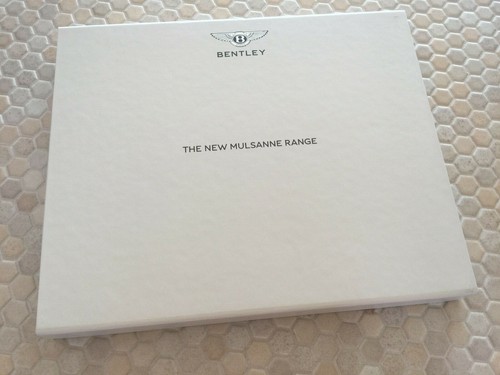 B
BENTLEY
THE NEW MULSANNE RANGE